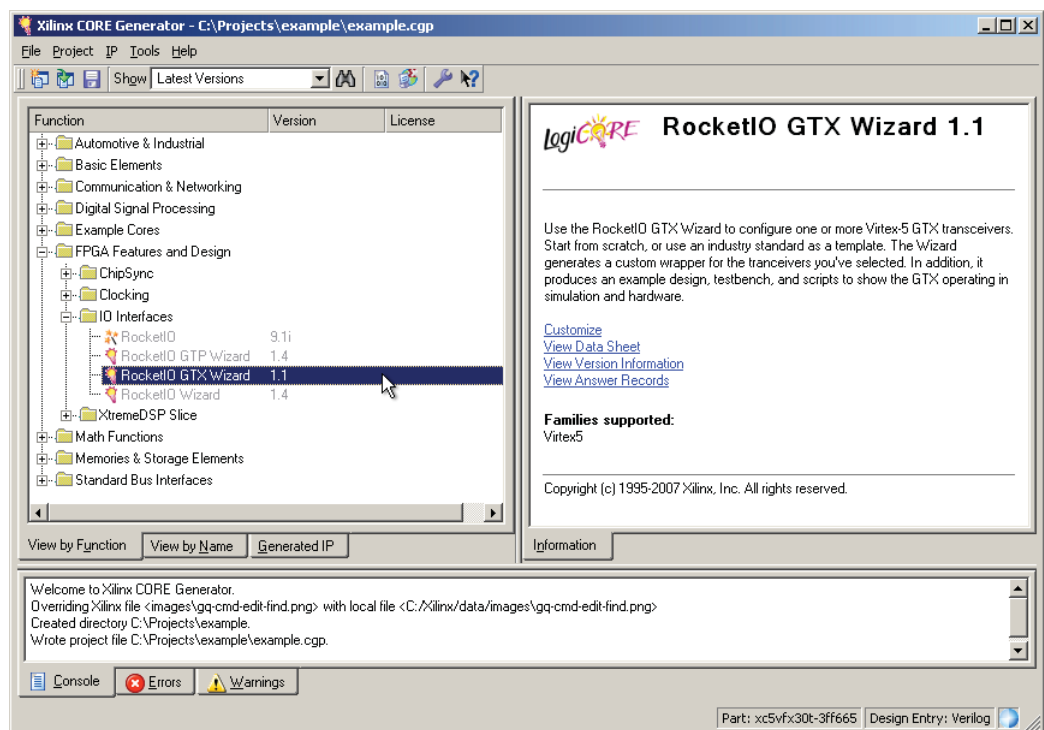 Xilinx CORE Generator - C:\Projects\example\example.cgp
File Project IP Tools Help
Show Latest Versions
Function Version License
Automotive & Industrial
Basic Elements
Communication & Networking
Digital Signal Processing
Example Cores
FPGA Features and Design
ChipSync
Clocking
IO Interfaces
RocketIO 9.1i
RocketIO GTP Wizard 1.4
RocketIO GTX Wizard 1.1
RocketIO Wizard 1.4
XtremeDSP Slice
Math Functions
Memories & Storage Elements
Standard Bus Interfaces
View by Function View by Name Generated IP
LogiCORE RocketIO GTX Wizard 1.1
Use the RocketIO GTX Wizard to configure one or more Virtex-5 GTX transceivers.
Start from scratch, or use an industry standard as a template. The Wizard
generates a custom wrapper for the tranceivers you've selected. In addition, it
produces an example design, testbench, and scripts to show the GTX operating in
simulation and hardware.
Customize
View Data Sheet
View Version Information
View Answer Records
Families supported:
Virtex5
Copyright (c) 1995-2007 Xilinx, Inc. All rights reserved.
Information
Welcome to Xilinx CORE Generator.
Overriding Xilinx file <images\gq-cmd-edit-find.png> with local file <C:/Xilinx/data/images\gq-cmd-edit-find.png>
Created directory C:\Projects\example.
Wrote project file C:\Projects\example\example.cgp.
Console Errors Warnings
Part: xc5vfx30t-3ff665 Design Entry: Verilog